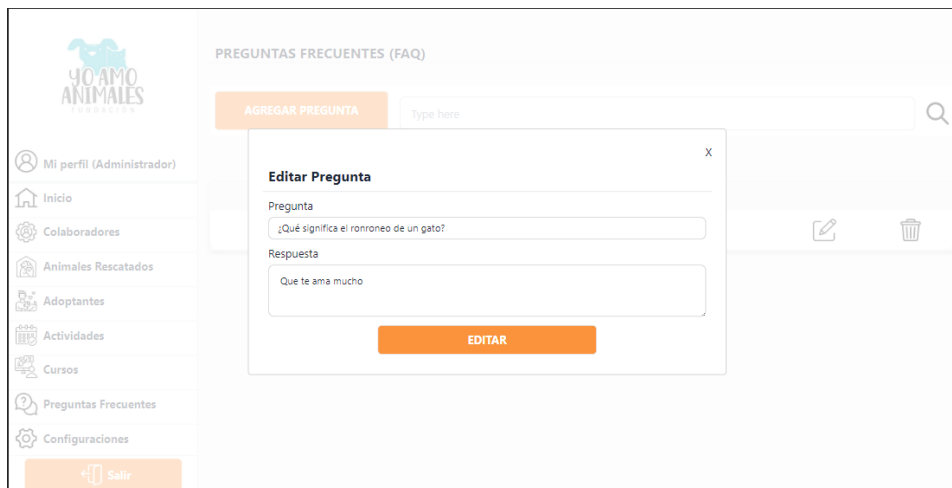 YO AMO
ANIMALES
FUNDACIÓN
Mi perfil (Administrador)
Inicio
Colaboradores
Animales Rescatados
Adoptantes
Actividades
Cursos
Preguntas Frecuentes
Configuraciones
Salir
PREGUNTAS FRECUENTES (FAQ)
AGREGAR PREGUNTA
Type here
X
Editar Pregunta
Pregunta
¿Qué significa el ronroneo de un gato?
Respuesta
Que te ama mucho
EDITAR